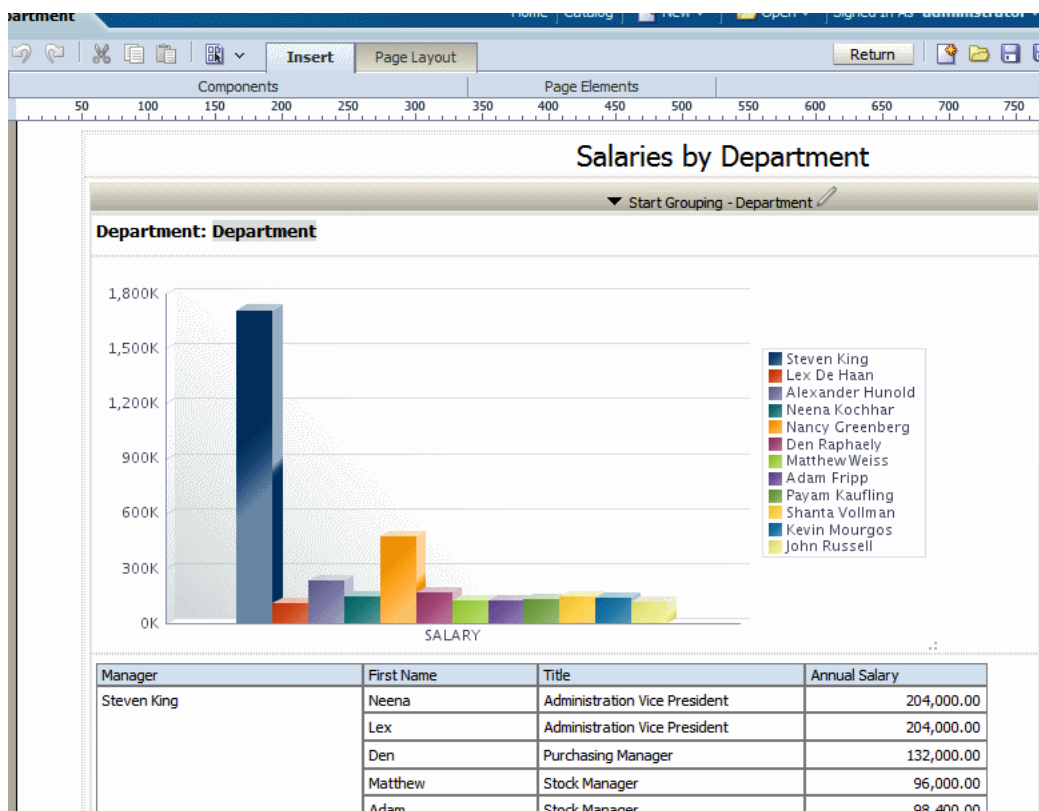 partment
Home Catalog New Open Signed In As administrator
Insert Page Layout Return
Components Page Elements
50 100 150 200 250 300 350 400 450 500 550 600 650 700 750
Salaries by Department
Start Grouping - Department
Department: Department
1,800K
1,500K
1,200K
900K
600K
300K
0K
SALARY
Steven King
Lex De Haan
Alexander Hunold
Neena Kochhar
Nancy Greenberg
Den Raphaely
Matthew Weiss
Adam Fripp
Payam Kaufling
Shanta Vollman
Kevin Mourgos
John Russell
Manager First Name Title Annual Salary
Steven King Neena Administration Vice President 204,000.00
Lex Administration Vice President 204,000.00
Den Purchasing Manager 132,000.00
Matthew Stock Manager 96,000.00
Adam Stock Manager 98,400.00